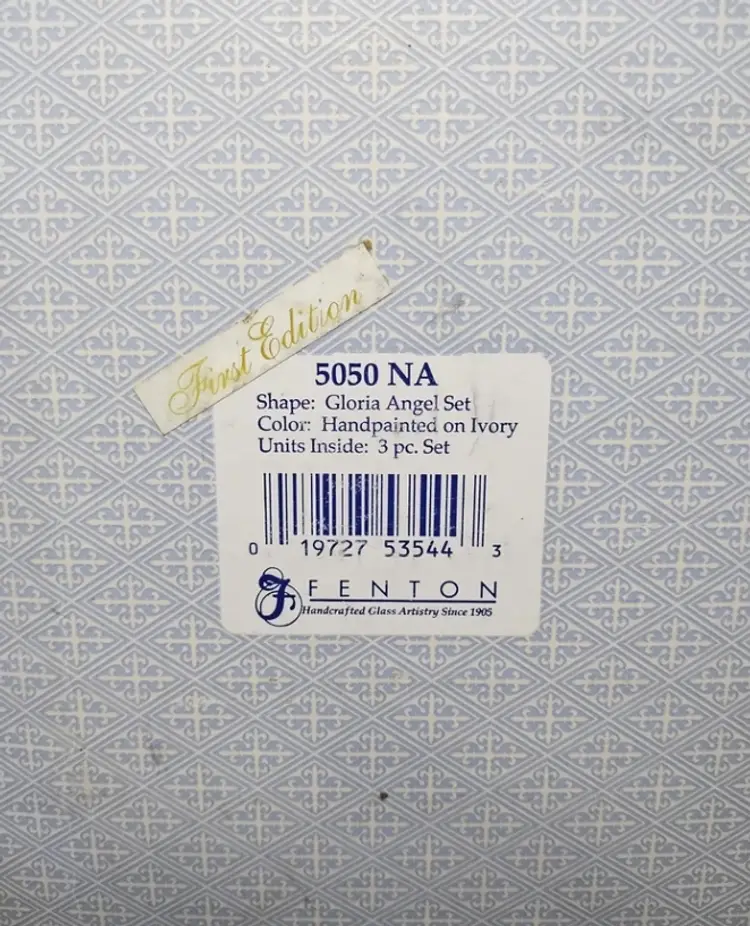 First Edition
5050 NA
Shape: Gloria Angel Set
Color: Handpainted on Ivory
Units Inside: 3 pc. Set
0 19727 53544 3
F FENTON
Handcrafted Glass Artistry Since 1905